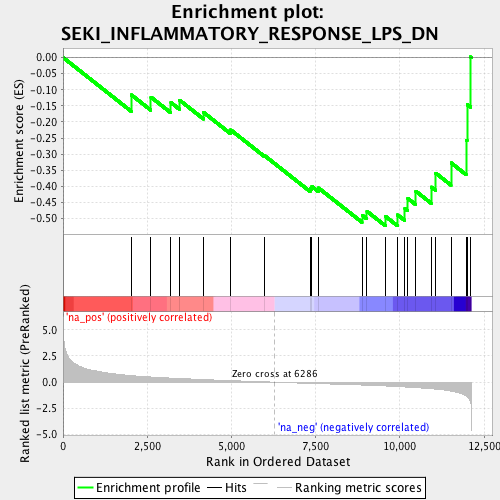 Enrichment plot:
SEKI_INFLAMMATORY_RESPONSE_LPS_DN
Enrichment score (ES)
0.00
-0.05
-0.10
-0.15
-0.20
-0.25
-0.30
-0.35
-0.40
-0.45
-0.50
'na_pos' (positively correlated)
Ranked list metric (PreRanked)
5.0
2.5
0.0
-2.5
-5.0
Zero cross at 6286
'na_neg' (negatively correlated)
0 2,500 5,000 7,500 10,000 12,500
Rank in Ordered Dataset
Enrichment profile Hits Ranking metric scores